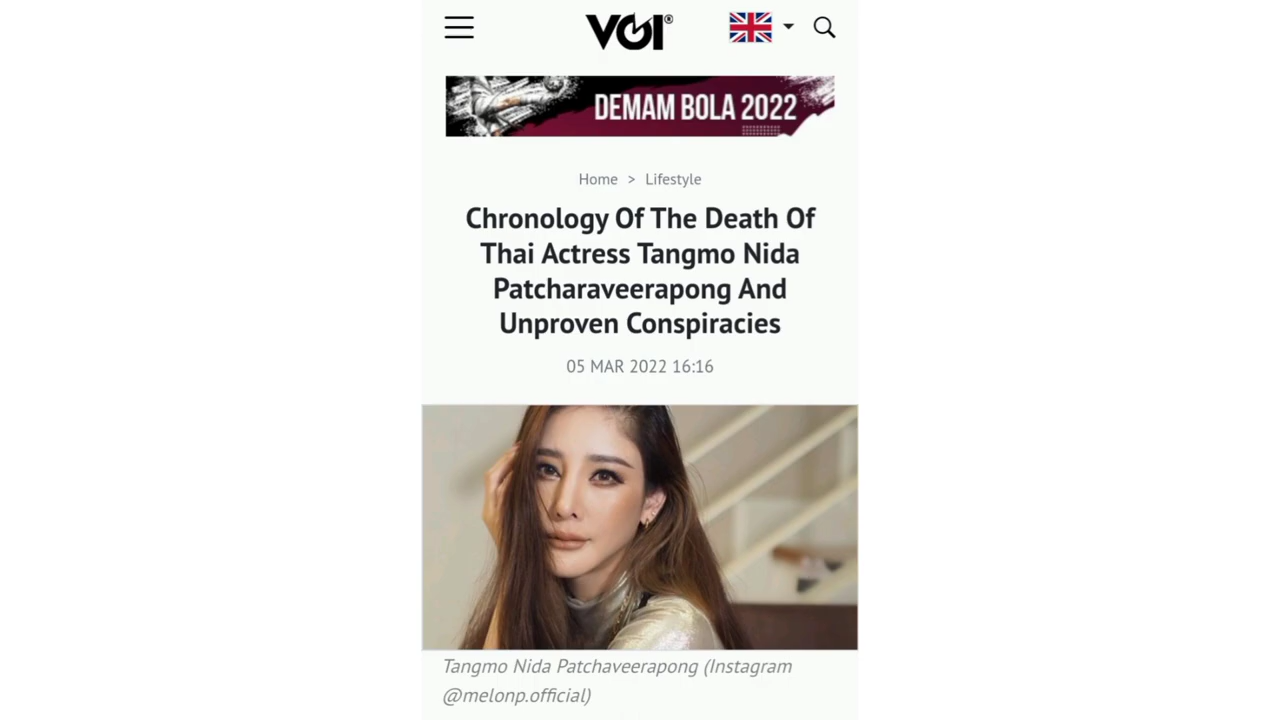 VOI®
DEMAM BOLA 2022
Home > Lifestyle
Chronology Of The Death Of
Thai Actress Tangmo Nida
Patcharaveerapong And
Unproven Conspiracies
05 MAR 2022 16:16
Tangmo Nida Patchaveerapong (Instagram
@melonp.official)